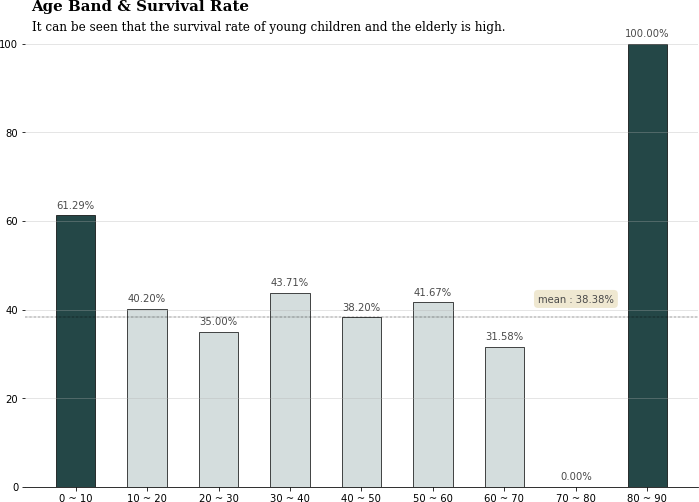 Age Band & Survival Rate
It can be seen that the survival rate of young children and the elderly is high.
100
80
60
40
20
0
61.29%
40.20%
35.00%
43.71%
38.20%
41.67%
31.58%
0.00%
100.00%
mean : 38.38%
0 ~ 10
10 ~ 20
20 ~ 30
30 ~ 40
40 ~ 50
50 ~ 60
60 ~ 70
70 ~ 80
80 ~ 90